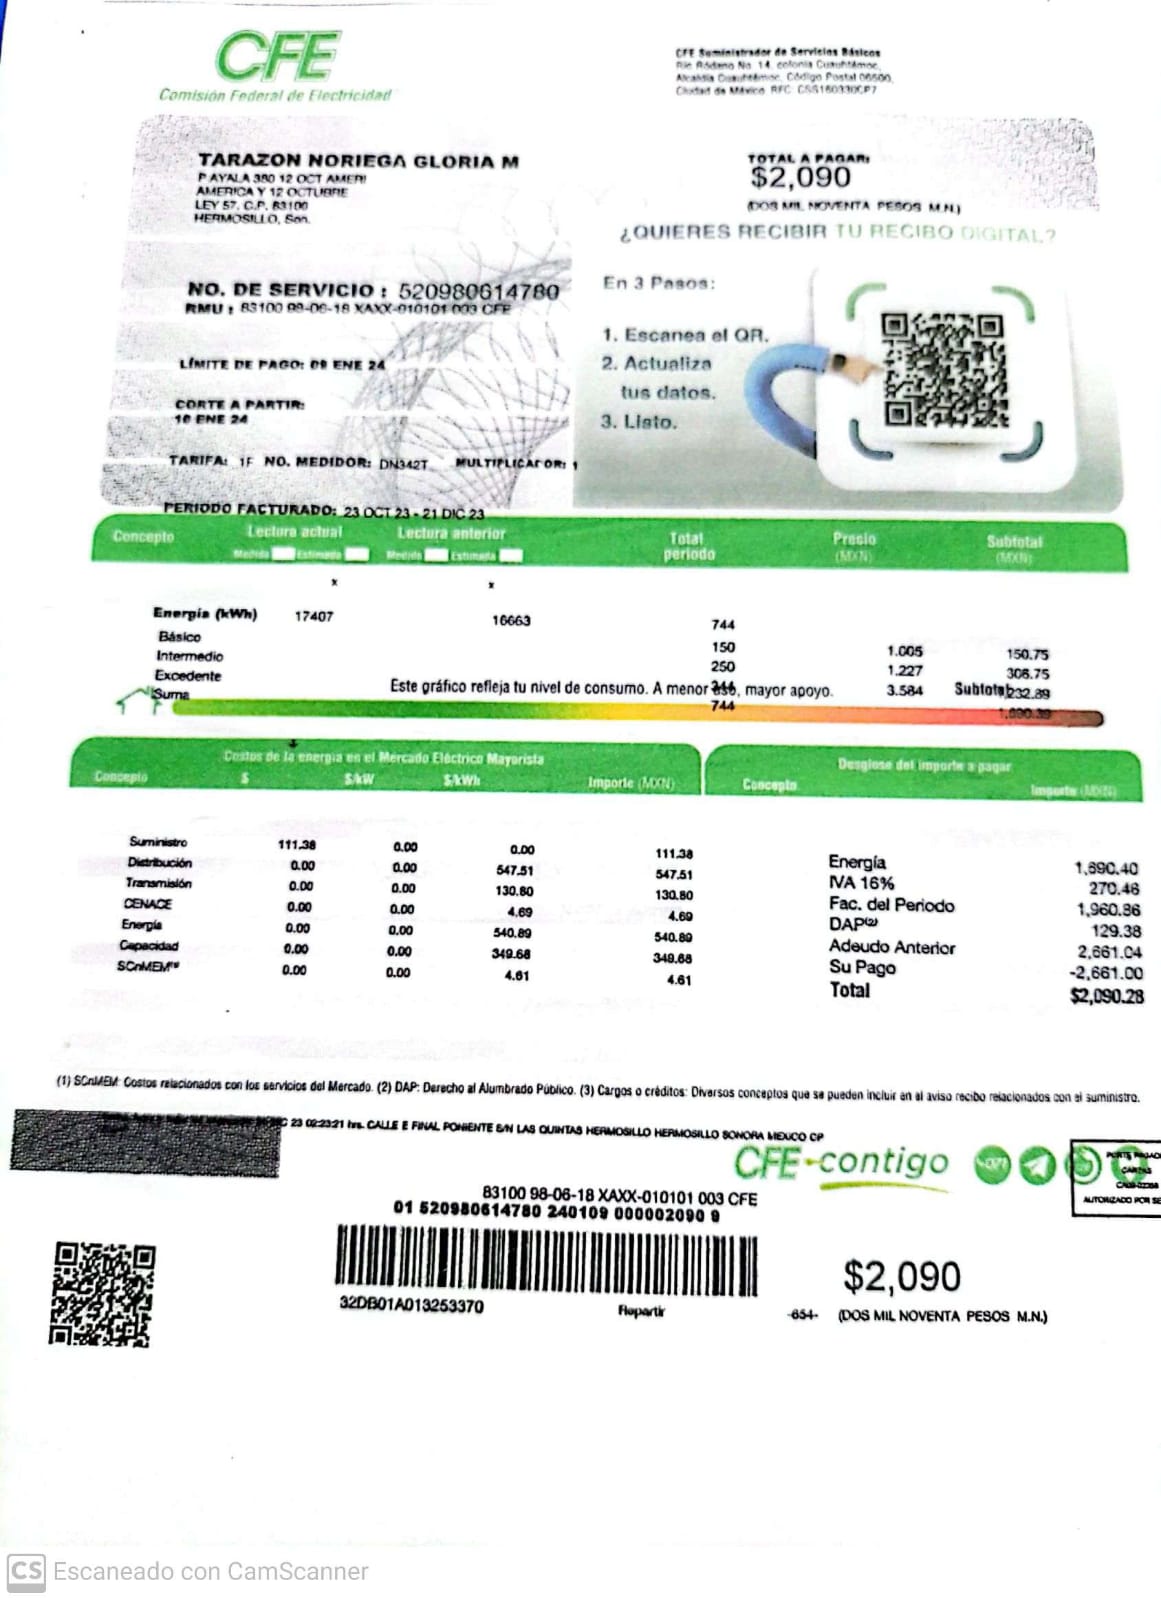 CFE
Comisión Federal de Electricidad
CFE Suministrador de Servicios Básicos
Río Ródano No. 14, colonia Cuauhtémoc,
Alcaldía Cuauhtémoc, Código Postal 06500,
Ciudad de México. RFC: CSS160330CP7
TARAZON NORIEGA GLORIA M
P AYALA 380 12 OCT AMERI
AMERICA Y 12 OCTUBRE
LEY 57, C.P. 83100
HERMOSILLO, Son.
TOTAL A PAGAR:
$2,090
(DOS MIL NOVENTA PESOS M.N.)
¿QUIERES RECIBIR TU RECIBO DIGITAL?
NO. DE SERVICIO : 520980614780
RMU : 83100 98-06-18 XAXX-010101 003 CFE
En 3 Pasos:
1. Escanea el QR.
2. Actualiza
tus datos.
3. Listo.
LÍMITE DE PAGO: 09 ENE 24
CORTE A PARTIR:
10 ENE 24
TARIFA: 1F NO. MEDIDOR: DN342T MULTIPLICADOR: 1
PERIODO FACTURADO: 23 OCT 23 - 21 DIC 23
Concepto Lectura actual Lectura anterior Total periodo Precio (MXN) Subtotal (MXN)
Medida Estimada Medida Estimada
x x
Energía (kWh) 17407 16663 744
Básico 150 1.005 150.75
Intermedio 250 1.227 306.75
Excedente 344 3.584 1,232.89
Suma 744 1,690.39
Este gráfico refleja tu nivel de consumo. A menor uso, mayor apoyo. Subtotal
Costos de la energía en el Mercado Eléctrico Mayorista
Concepto $ $/kW $/kWh Importe (MXN)
Suministro 111.38 0.00 0.00 111.38
Distribución 0.00 0.00 547.51 547.51
Transmisión 0.00 0.00 130.80 130.80
CENACE 0.00 0.00 4.69 4.69
Energía 0.00 0.00 540.89 540.89
Capacidad 0.00 0.00 349.68 349.68
SCnMEM(1) 0.00 0.00 4.61 4.61
Desglose del importe a pagar
Concepto Importe (MXN)
Energía 1,690.40
IVA 16% 270.46
Fac. del Periodo 1,960.86
DAP(2) 129.38
Adeudo Anterior 2,661.04
Su Pago -2,661.00
Total $2,090.28
(1) SCnMEM: Costos relacionados con los servicios del Mercado. (2) DAP: Derecho al Alumbrado Público. (3) Cargos o créditos: Diversos conceptos que se pueden incluir en el aviso recibo relacionados con el suministro.
23 02:23:21 hrs. CALLE E FINAL PONIENTE S/N LAS QUINTAS HERMOSILLO HERMOSILLO SONORA MEXICO CP
CFE contigo
071
PORTE PAGADO
CARTAS
AUTORIZADO POR SE
83100 98-06-18 XAXX-010101 003 CFE
01 520980614780 240109 000002090 9
32DB01A013253370
Repartir
$2,090
-654- (DOS MIL NOVENTA PESOS M.N.)
CS Escaneado con CamScanner